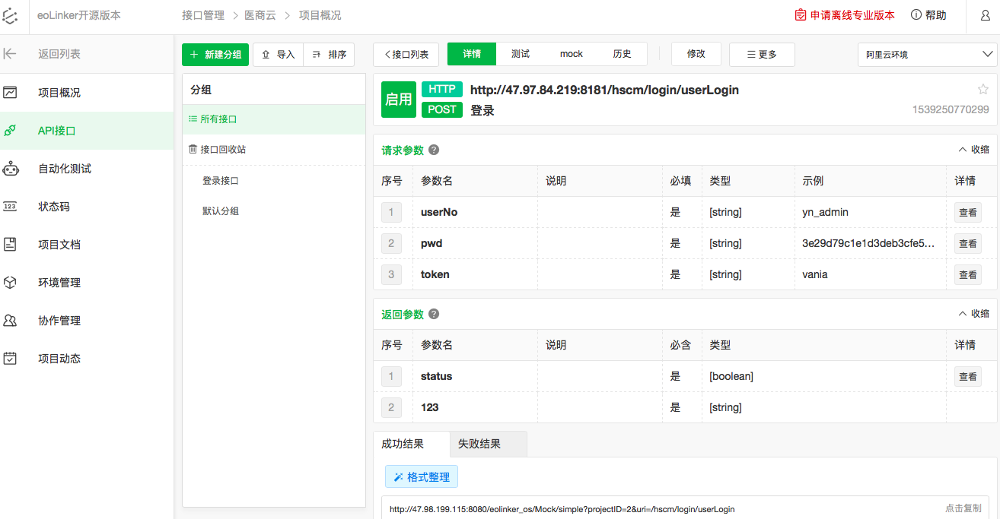 eoLinker开源版本
接口管理 > 医商云 > 项目概况
申请离线专业版本
帮助
返回列表
项目概况
API接口
自动化测试
状态码
项目文档
环境管理
协作管理
项目动态
+ 新建分组
导入
排序
分组
所有接口
接口回收站
登录接口
默认分组
<接口列表
详情
测试
mock
历史
修改
更多
阿里云环境
启用
HTTP
http://47.97.84.219:8181/hscm/login/userLogin
POST
登录
1539250770299
请求参数 ?
收缩
序号 参数名 说明 必填 类型 示例 详情
1 userNo 是 [string] yn_admin 查看
2 pwd 是 [string] 3e29d79c1e1d3deb3cfe5... 查看
3 token 是 [string] vania 查看
返回参数 ?
收缩
序号 参数名 说明 必含 类型 详情
1 status 是 [boolean] 查看
2 123 是 [string]
成功结果
失败结果
格式整理
http://47.98.199.115:8080/eolinker_os/Mock/simple?projectID=2&uri=/hscm/login/userLogin
点击复制